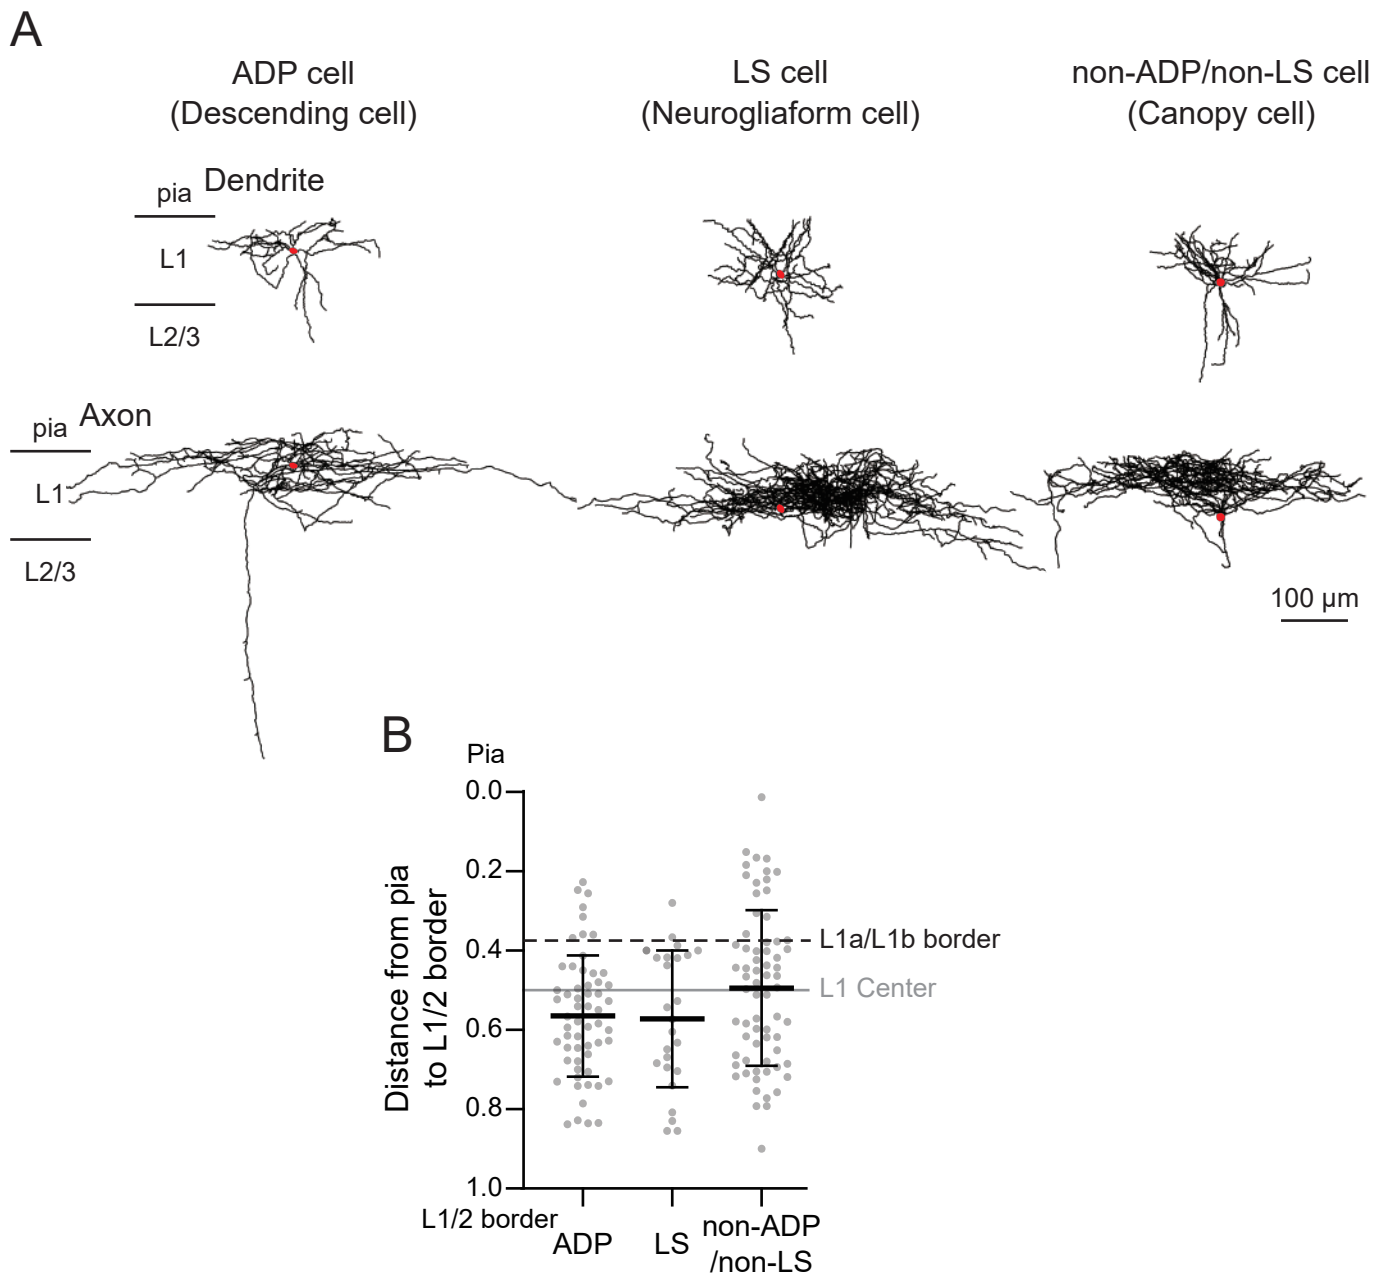 A
ADP cell
(Descending cell)
LS cell
(Neurogliaform cell)
non-ADP/non-LS cell
(Canopy cell)
Dendrite
pia
L1
L2/3
Axon
pia
L1
L2/3
100 µm
B
Pia
0.0
0.2
0.4
0.6
0.8
1.0
Distance from pia
to L1/2 border
L1a/L1b border
L1 Center
L1/2 border
ADP
LS
non-ADP
/non-LS